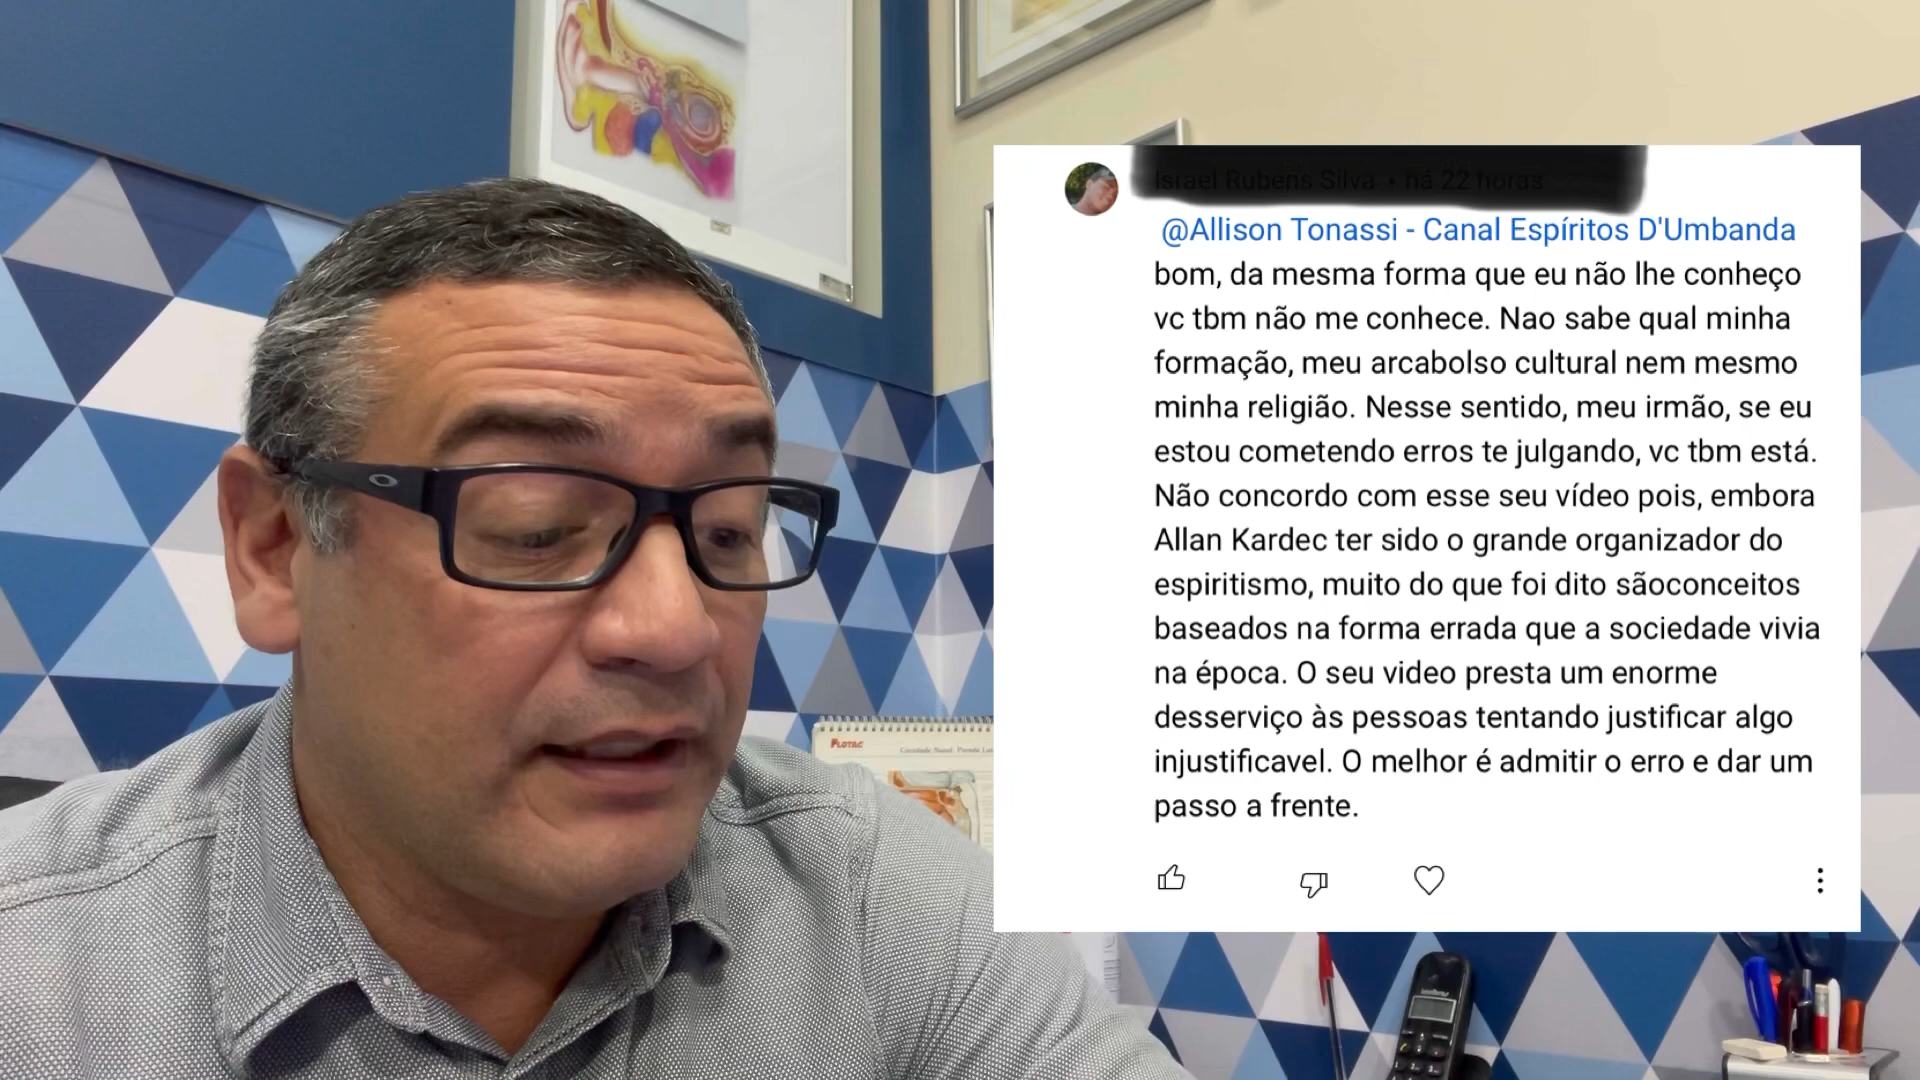 @Allison Tonassi - Canal Espíritos D'Umbanda
bom, da mesma forma que eu não lhe conheço
vc tbm não me conhece. Nao sabe qual minha
formação, meu arcabolso cultural nem mesmo
minha religião. Nesse sentido, meu irmão, se eu
estou cometendo erros te julgando, vc tbm está.
Não concordo com esse seu vídeo pois, embora
Allan Kardec ter sido o grande organizador do
espiritismo, muito do que foi dito sãoconceitos
baseados na forma errada que a sociedade vivia
na época. O seu video presta um enorme
desserviço às pessoas tentando justificar algo
injustificavel. O melhor é admitir o erro e dar um
passo a frente.